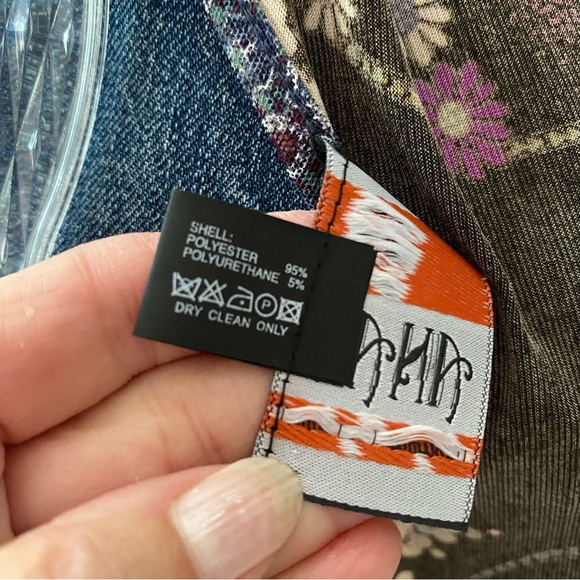 SHELL:
POLYESTER 95%
POLYURETHANE 5%
P
DRY CLEAN ONLY